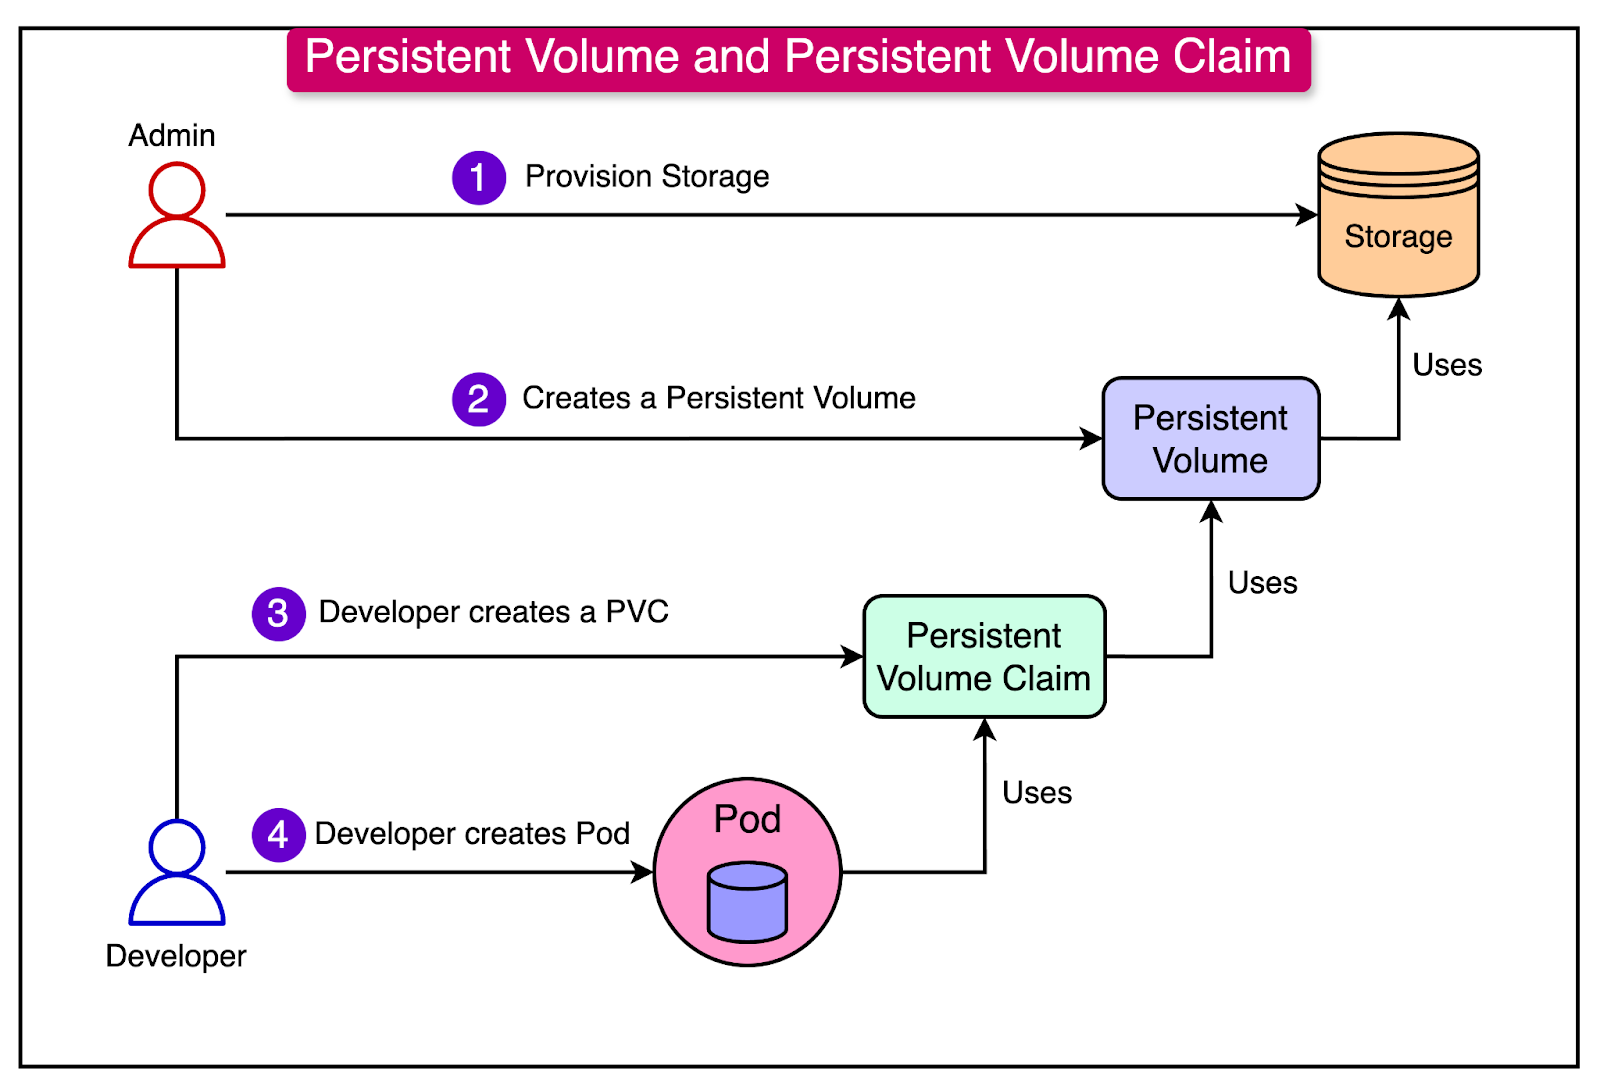 Persistent Volume and Persistent Volume Claim
Admin
1 Provision Storage
Storage
Uses
2 Creates a Persistent Volume
Persistent
Volume
Uses
3 Developer creates a PVC
Persistent
Volume Claim
Uses
4 Developer creates Pod
Pod
Developer